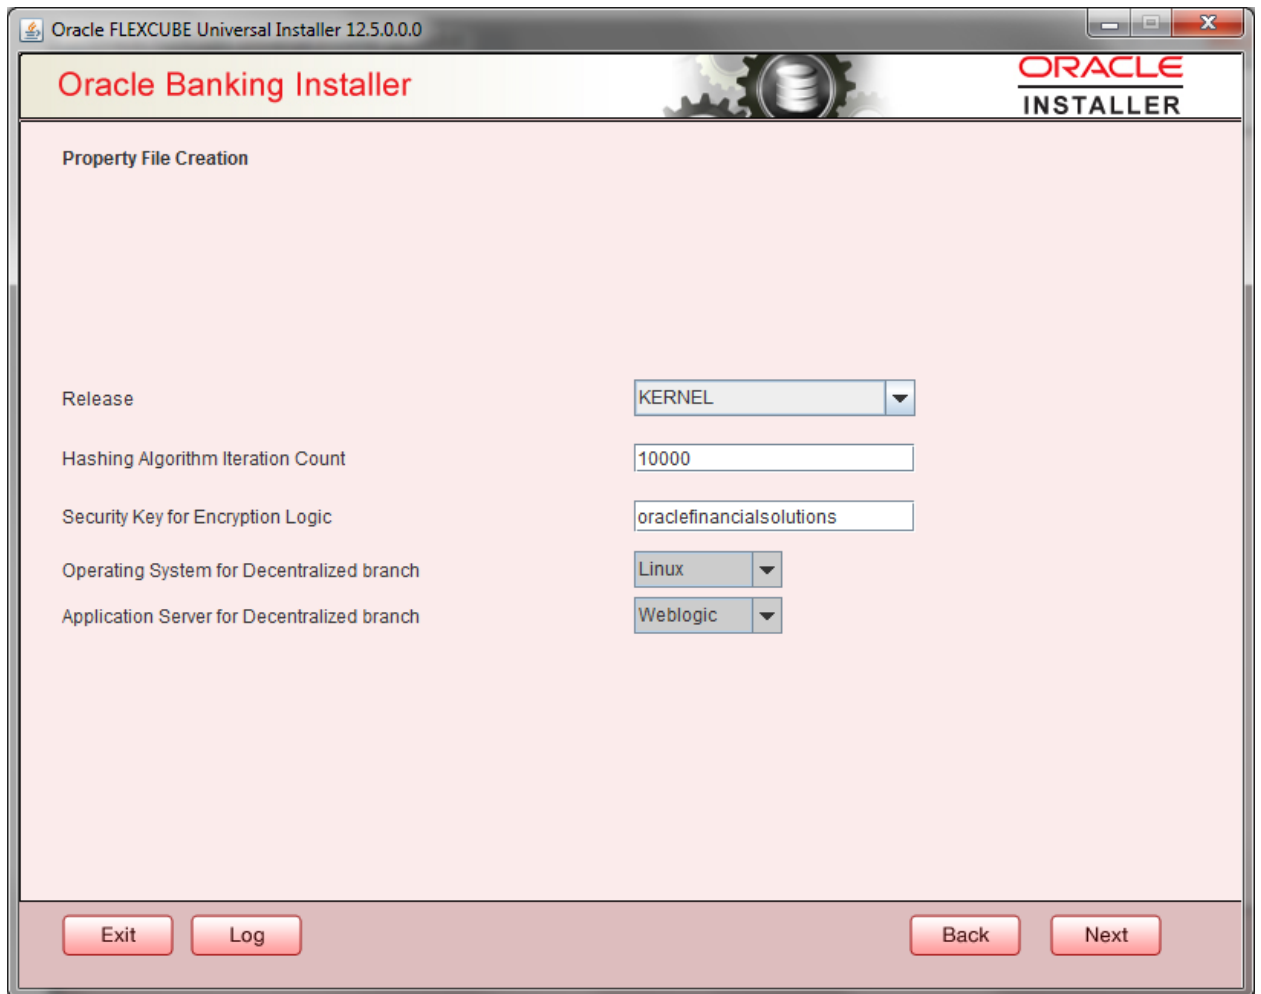 Oracle FLEXCUBE Universal Installer 12.5.0.0.0
Oracle Banking Installer
ORACLE
INSTALLER
Property File Creation
Release KERNEL
Hashing Algorithm Iteration Count 10000
Security Key for Encryption Logic oraclefinancialsolutions
Operating System for Decentralized branch Linux
Application Server for Decentralized branch Weblogic
Exit Log Back Next